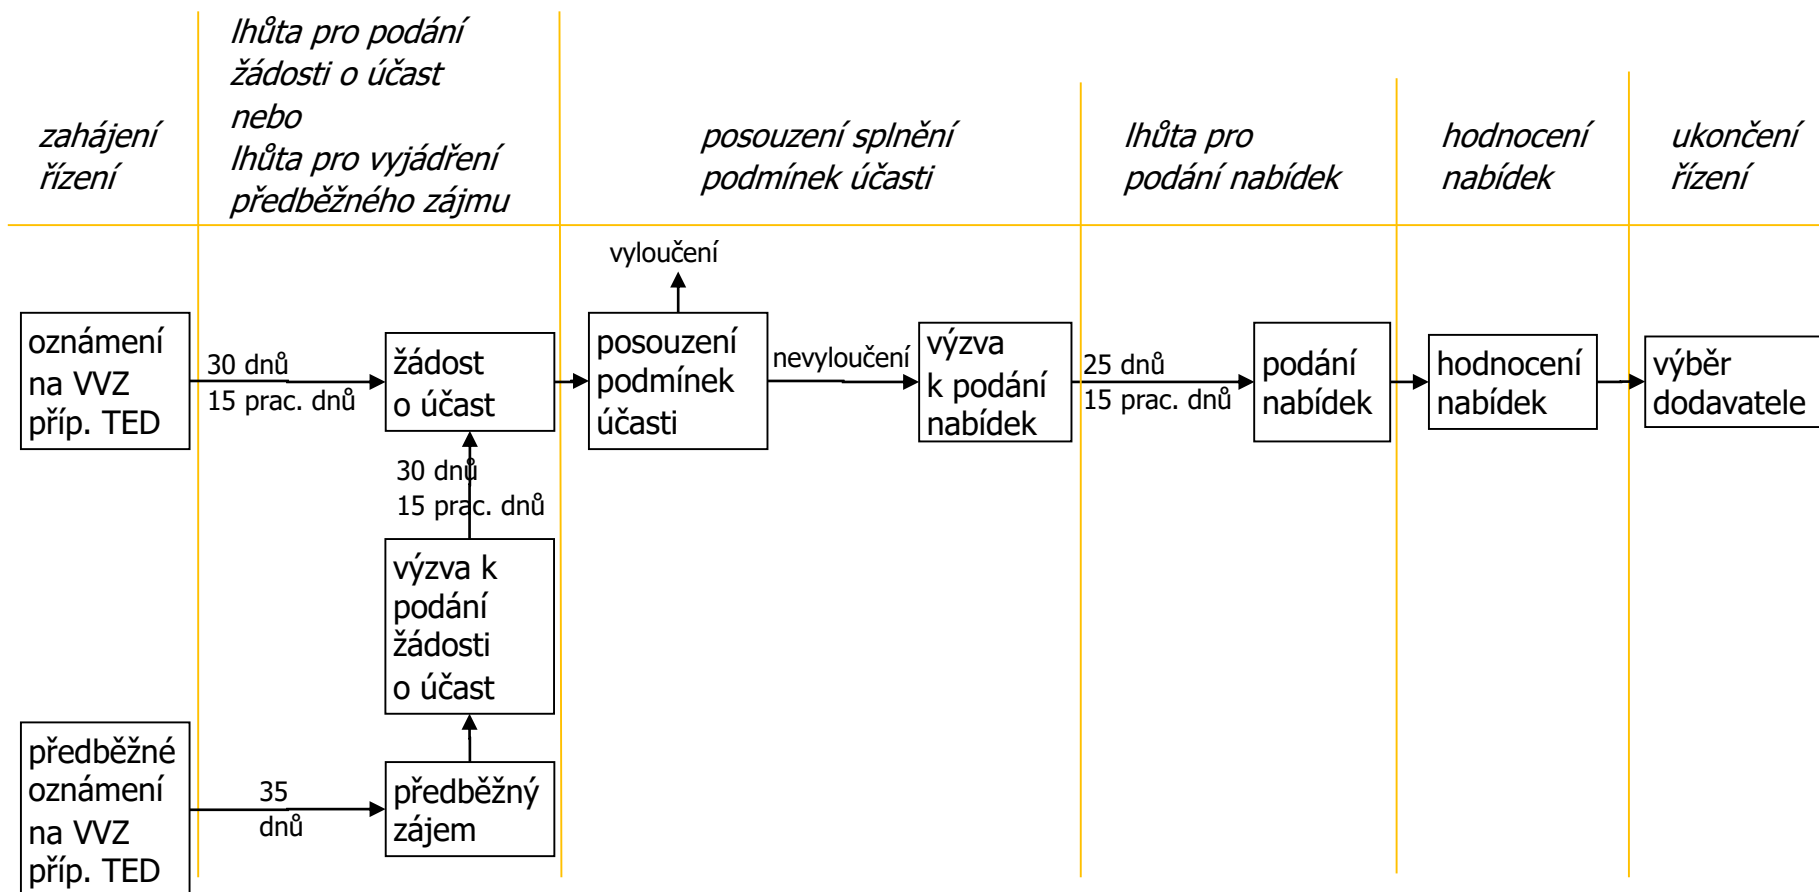 zahájení
řízení
lhůta pro podání
žádosti o účast
nebo
lhůta pro vyjádření
předběžného zájmu
posouzení splnění
podmínek účasti
lhůta pro
podání nabídek
hodnocení
nabídek
ukončení
řízení
oznámení
na VVZ
příp. TED
30 dnů
15 prac. dnů
žádost
o účast
vyloučení
posouzení
podmínek
účasti
nevyloučení
výzva
k podání
nabídek
25 dnů
15 prac. dnů
podání
nabídek
hodnocení
nabídek
výběr
dodavatele
30 dnů
15 prac. dnů
výzva k
podání
žádosti
o účast
předběžné
oznámení
na VVZ
příp. TED
35
dnů
předběžný
zájem